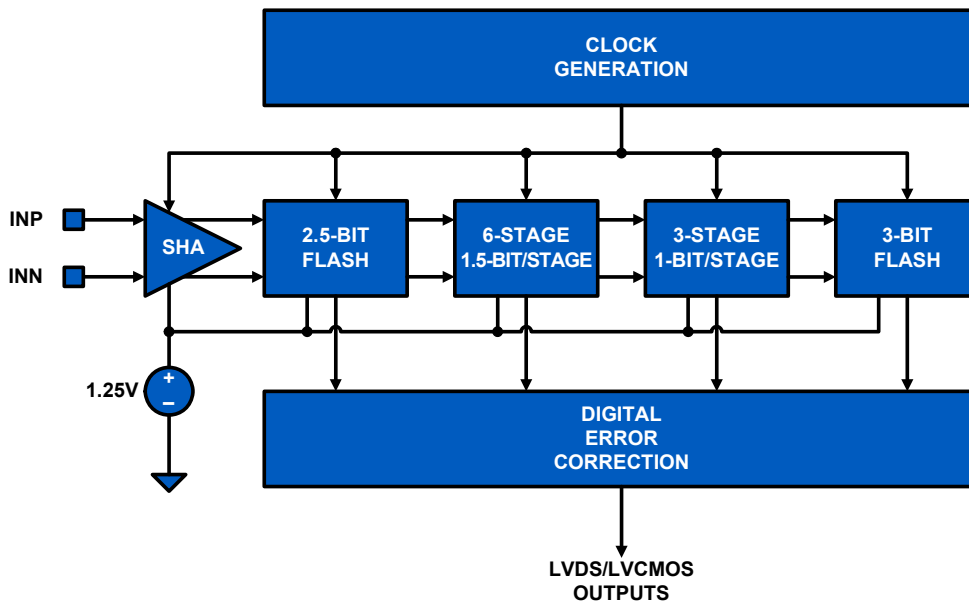 CLOCK
GENERATION
INP
INN
SHA
2.5-BIT
FLASH
6-STAGE
1.5-BIT/STAGE
3-STAGE
1-BIT/STAGE
3-BIT
FLASH
1.25V
+
–
DIGITAL
ERROR
CORRECTION
LVDS/LVCMOS
OUTPUTS